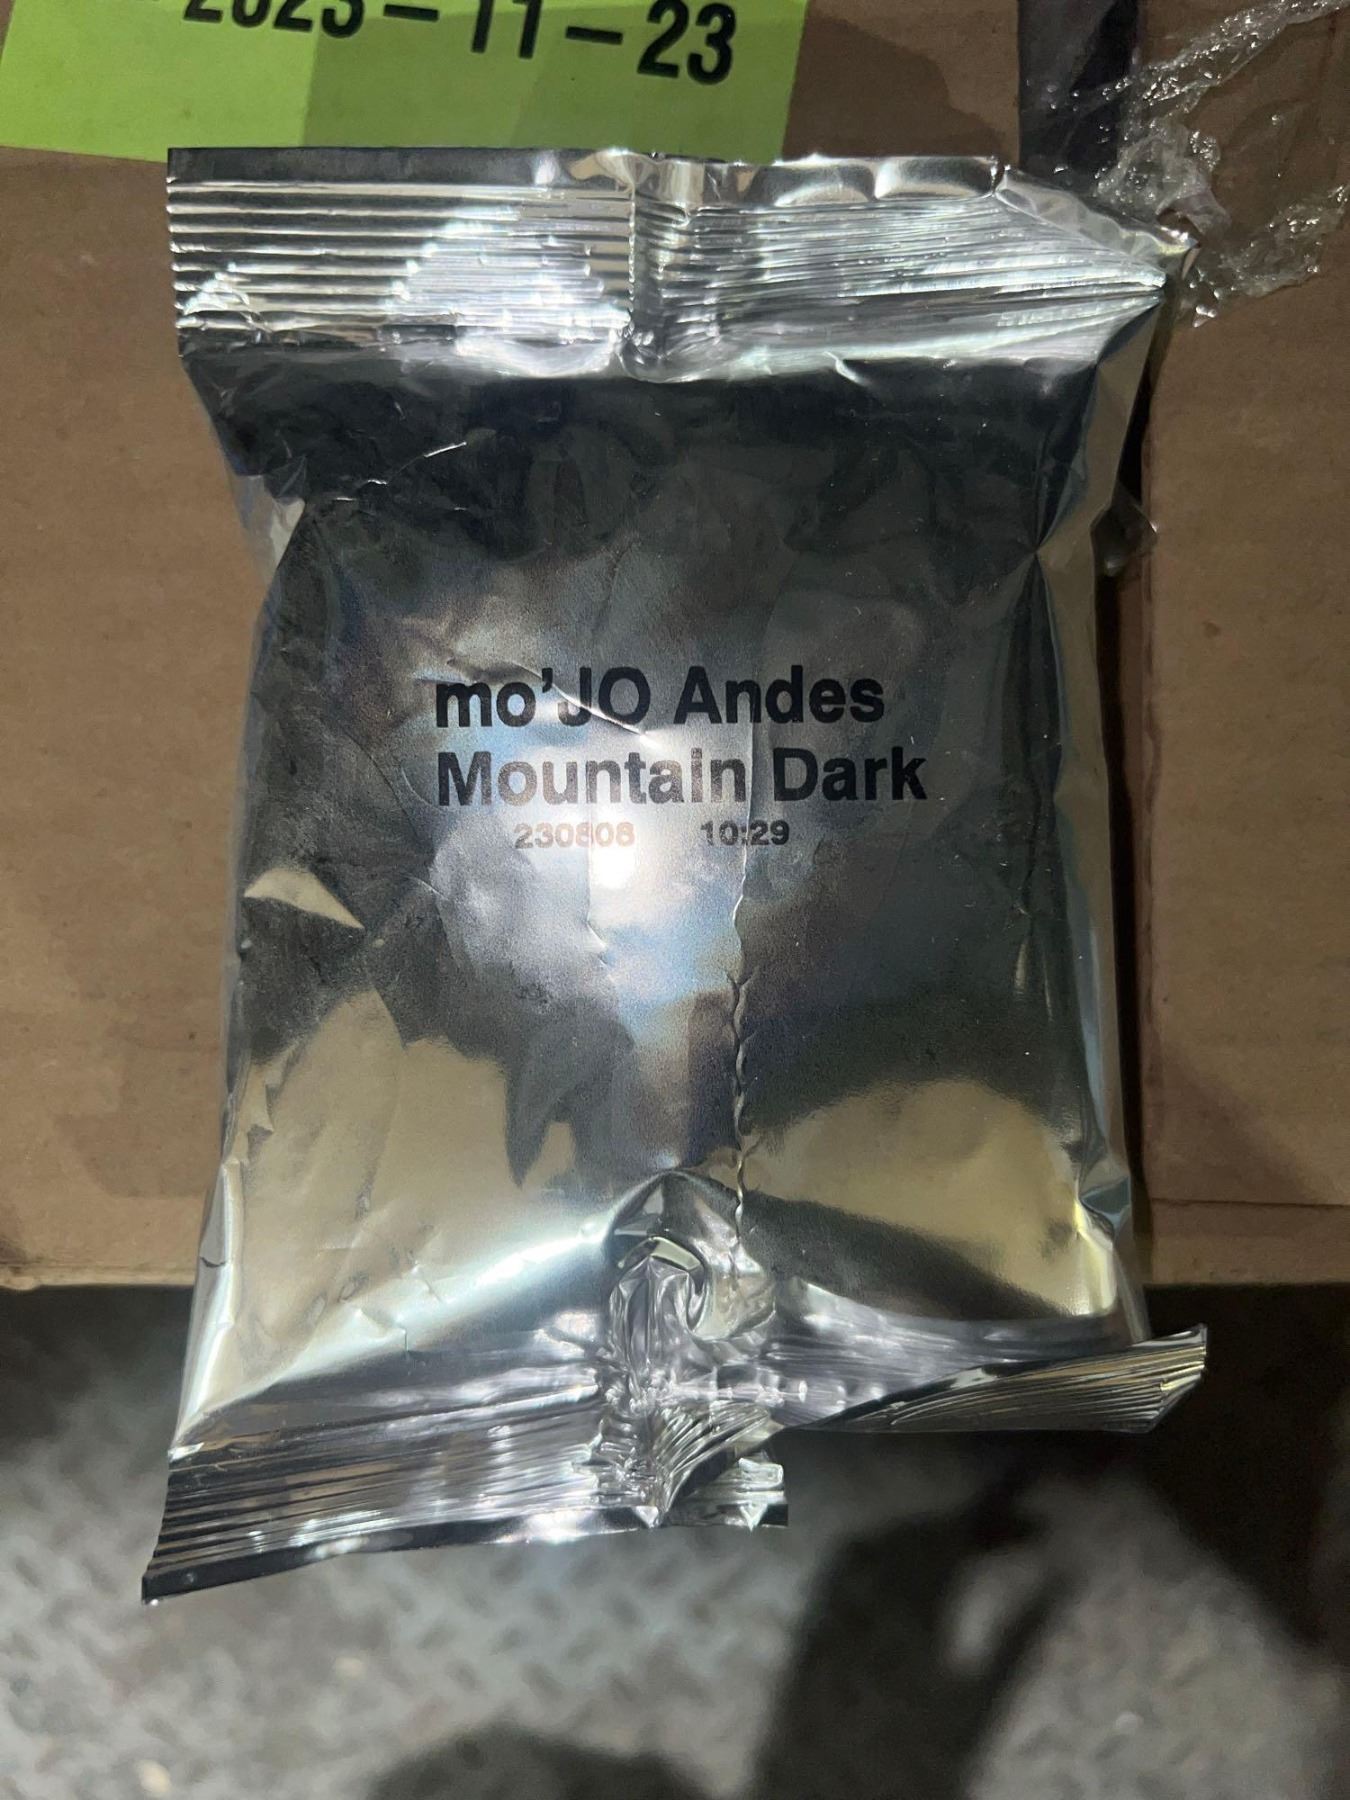 2023-11-23
mo'JO Andes
Mountain Dark
230808 10:29